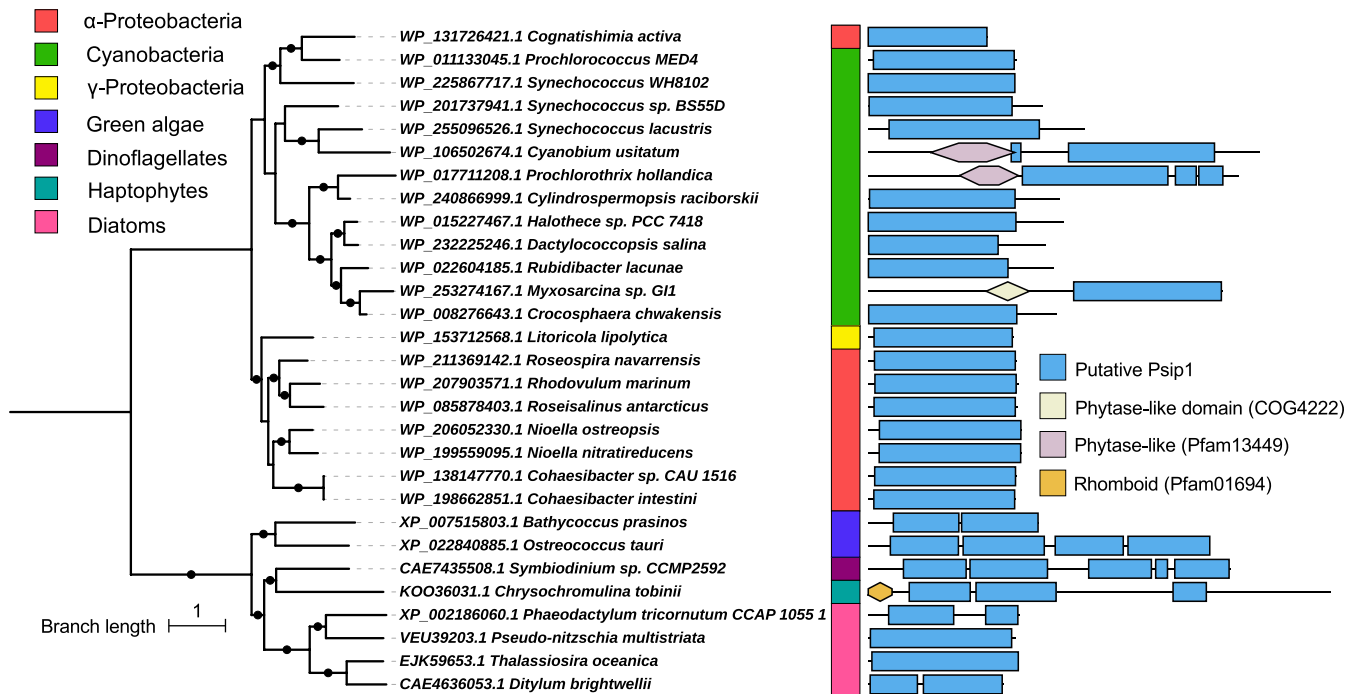 α-Proteobacteria
Cyanobacteria
γ-Proteobacteria
Green algae
Dinoflagellates
Haptophytes
Diatoms
WP_131726421.1 Cognatishimia activa
WP_011133045.1 Prochlorococcus MED4
WP_225867717.1 Synechococcus WH8102
WP_201737941.1 Synechococcus sp. BS55D
WP_255096526.1 Synechococcus lacustris
WP_106502674.1 Cyanobium usitatum
WP_017711208.1 Prochlorothrix hollandica
WP_240866999.1 Cylindrospermopsis raciborskii
WP_015227467.1 Halothece sp. PCC 7418
WP_232225246.1 Dactylococcopsis salina
WP_022604185.1 Rubidibacter lacunae
WP_253274167.1 Myxosarcina sp. GI1
WP_008276643.1 Crocosphaera chwakensis
WP_153712568.1 Litoricola lipolytica
WP_211369142.1 Roseospira navarrensis
WP_207903571.1 Rhodovulum marinum
WP_085878403.1 Roseisalinus antarcticus
WP_206052330.1 Nioella ostreopsis
WP_199559095.1 Nioella nitratireducens
WP_138147770.1 Cohaesibacter sp. CAU 1516
WP_198662851.1 Cohaesibacter intestini
XP_007515803.1 Bathycoccus prasinos
XP_022840885.1 Ostreococcus tauri
CAE7435508.1 Symbiodinium sp. CCMP2592
KOO36031.1 Chrysochromulina tobinii
XP_002186060.1 Phaeodactylum tricornutum CCAP 1055 1
VEU39203.1 Pseudo-nitzschia multistriata
EJK59653.1 Thalassiosira oceanica
CAE4636053.1 Ditylum brightwellii
Branch length
1
Putative Psip1
Phytase-like domain (COG4222)
Phytase-like (Pfam13449)
Rhomboid (Pfam01694)